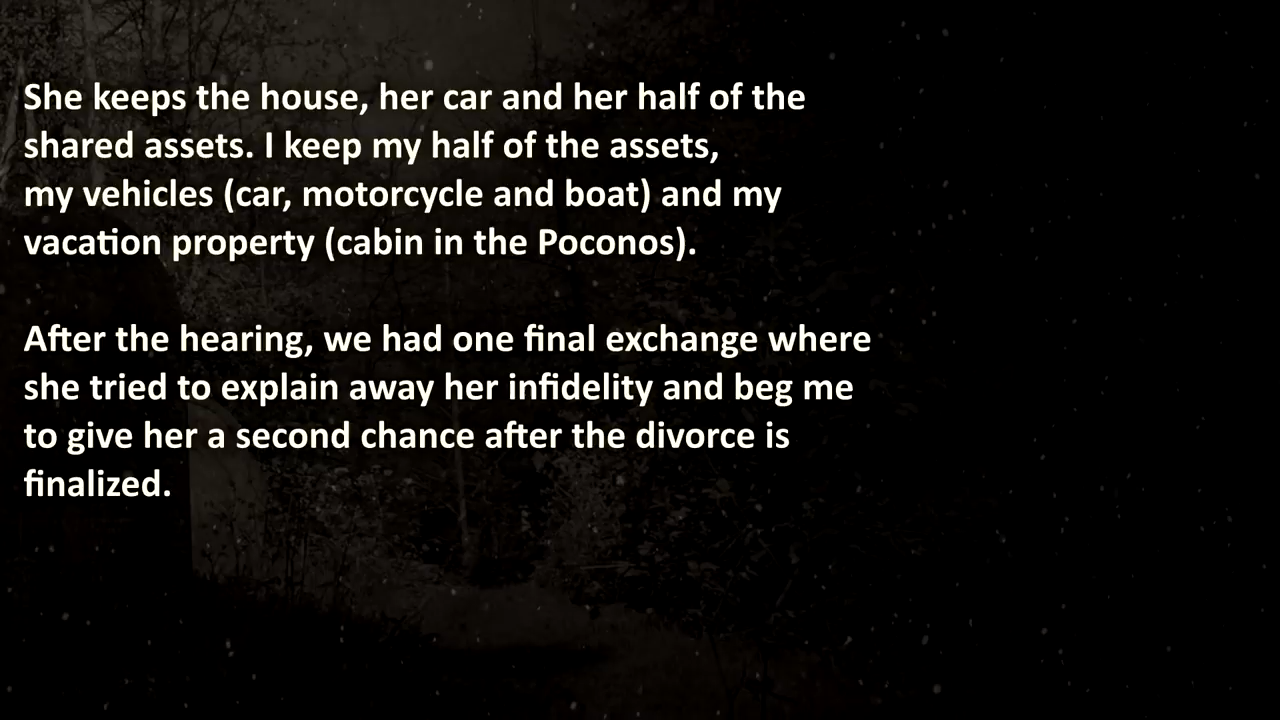 She keeps the house, her car and her half of the
shared assets. I keep my half of the assets,
my vehicles (car, motorcycle and boat) and my
vacation property (cabin in the Poconos).
After the hearing, we had one final exchange where
she tried to explain away her infidelity and beg me
to give her a second chance after the divorce is
finalized.